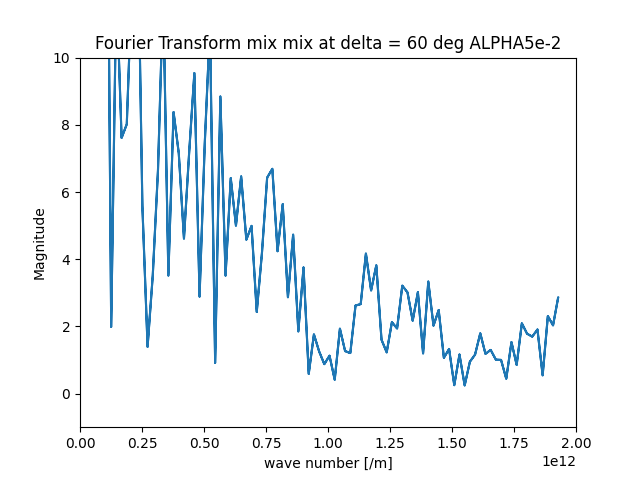 Fourier Transform mix mix at delta = 60 deg ALPHA5e-2
10
8
6
4
2
0
Magnitude
0.00 0.25 0.50 0.75 1.00 1.25 1.50 1.75 2.00
wave number [/m]
1e12